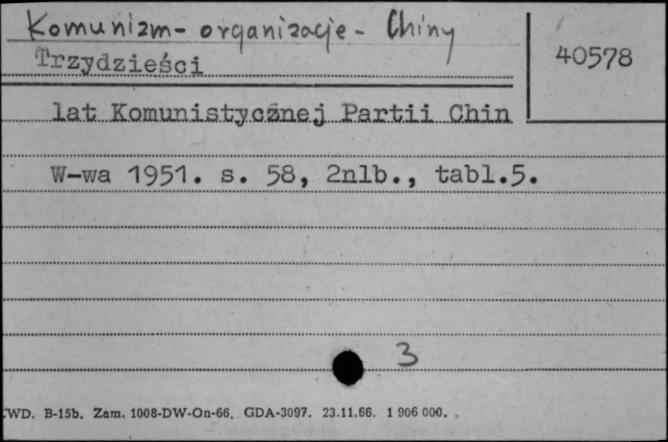 Komunizm - organizacje - Chiny
Trzydzieści
40578
lat Komunistycznej Partii Chin
W-wa 1951. s. 58, 2nlb., tabl.5.
3
WD. B-15b. Zam. 1008-DW-On-66. GDA-3097. 23.11.66. 1 906 000.